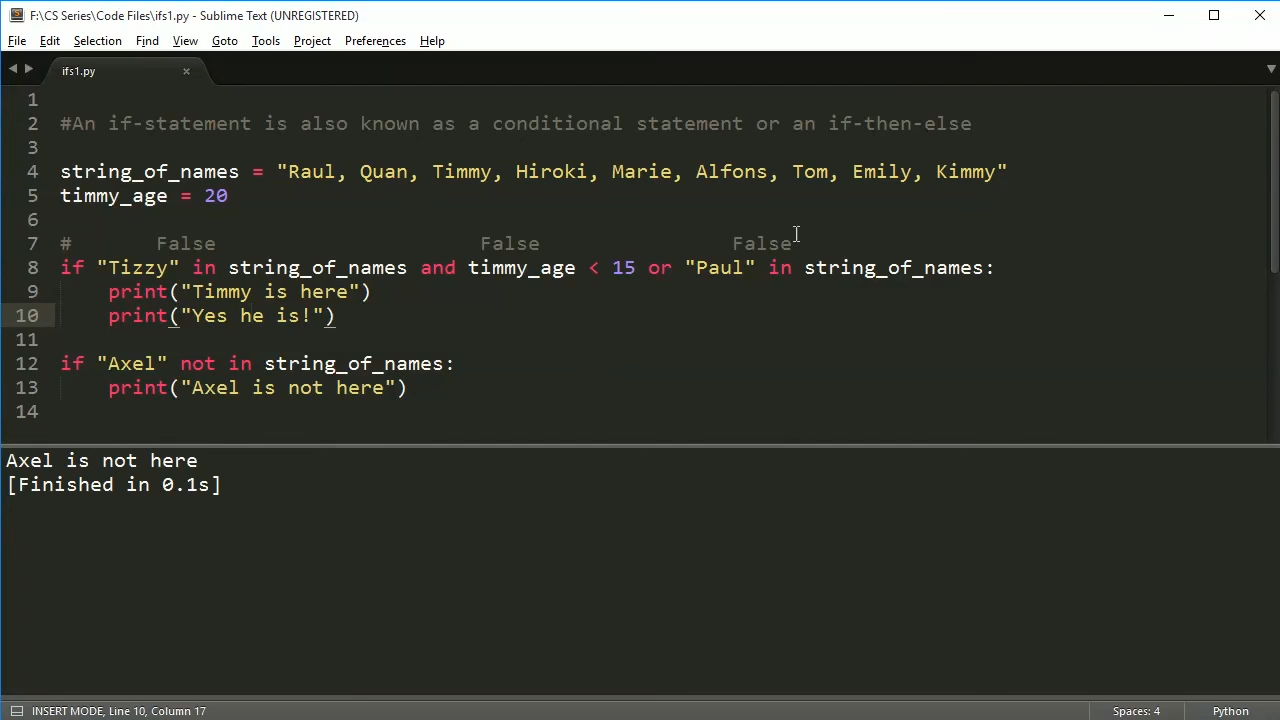 F:\CS Series\Code Files\ifs1.py - Sublime Text (UNREGISTERED)
File Edit Selection Find View Goto Tools Project Preferences Help
ifs1.py
1
2 #An if-statement is also known as a conditional statement or an if-then-else
3
4 string_of_names = "Raul, Quan, Timmy, Hiroki, Marie, Alfons, Tom, Emily, Kimmy"
5 timmy_age = 20
6
7 # False False False
8 if "Tizzy" in string_of_names and timmy_age < 15 or "Paul" in string_of_names:
9 print("Timmy is here")
10 print("Yes he is!")
11
12 if "Axel" not in string_of_names:
13 print("Axel is not here")
14
Axel is not here
[Finished in 0.1s]
INSERT MODE, Line 10, Column 17 Spaces: 4 Python